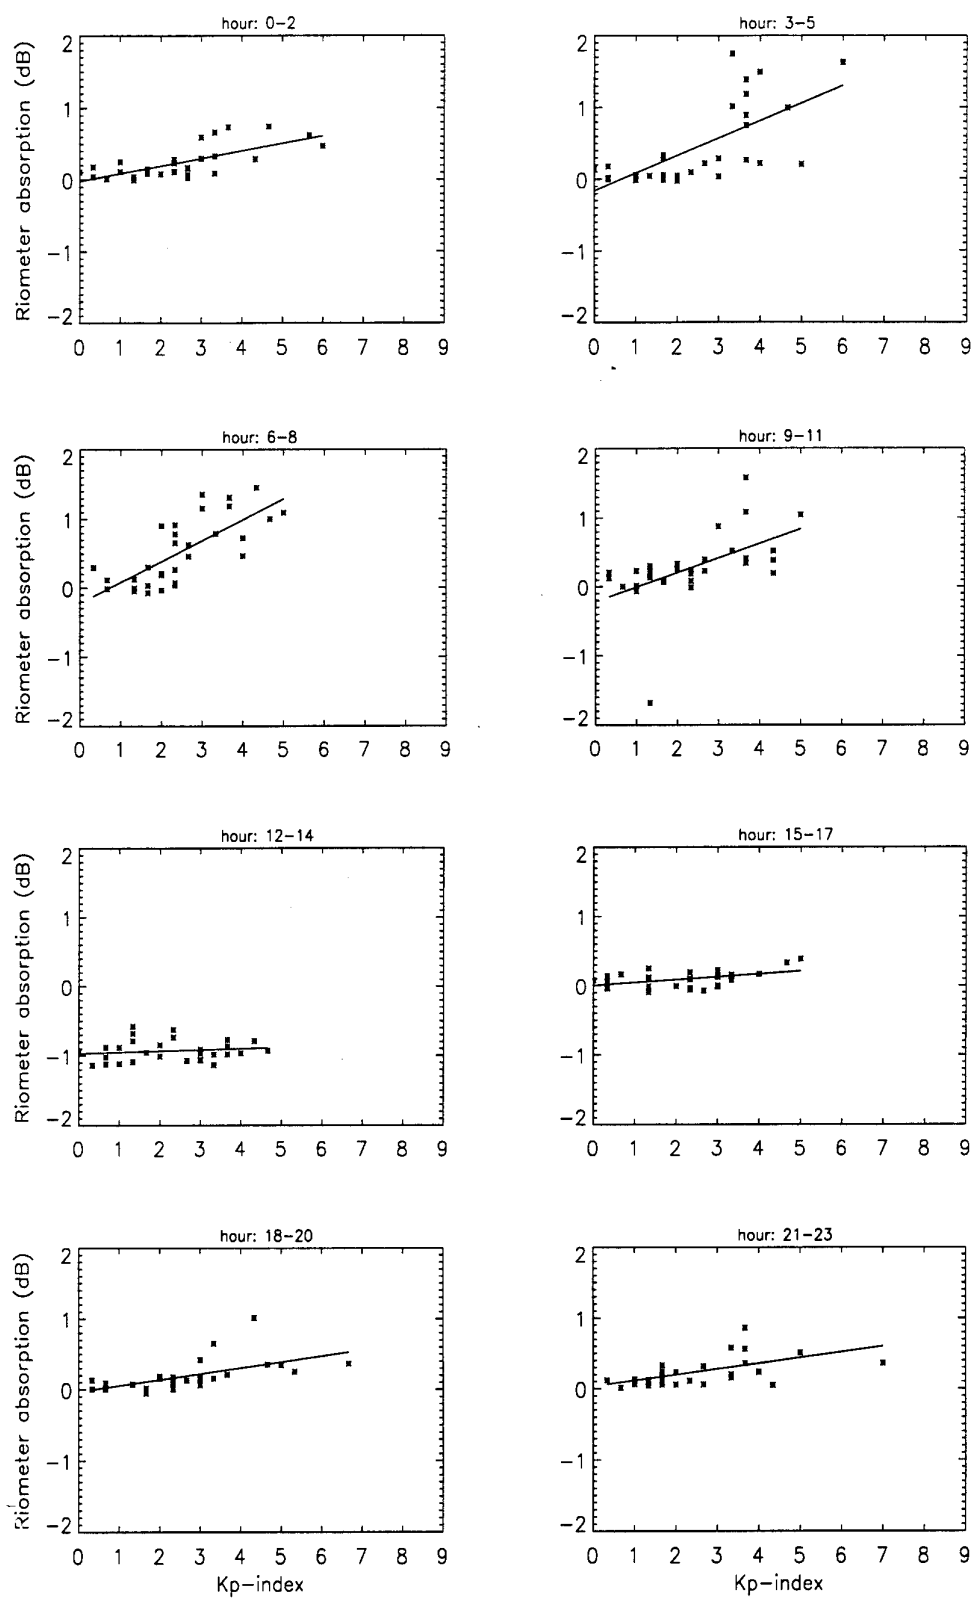 hour: 0-2
hour: 3-5
Riometer absorption (dB)
2
1
0
-1
-2
0 1 2 3 4 5 6 7 8 9
2
1
0
-1
-2
0 1 2 3 4 5 6 7 8 9
hour: 6-8
hour: 9-11
Riometer absorption (dB)
2
1
0
-1
-2
0 1 2 3 4 5 6 7 8 9
2
1
0
-1
-2
0 1 2 3 4 5 6 7 8 9
hour: 12-14
hour: 15-17
Riometer absorption (dB)
2
1
0
-1
-2
0 1 2 3 4 5 6 7 8 9
2
1
0
-1
-2
0 1 2 3 4 5 6 7 8 9
hour: 18-20
hour: 21-23
Riometer absorption (dB)
2
1
0
-1
-2
0 1 2 3 4 5 6 7 8 9
Kp-index
2
1
0
-1
-2
0 1 2 3 4 5 6 7 8 9
Kp-index